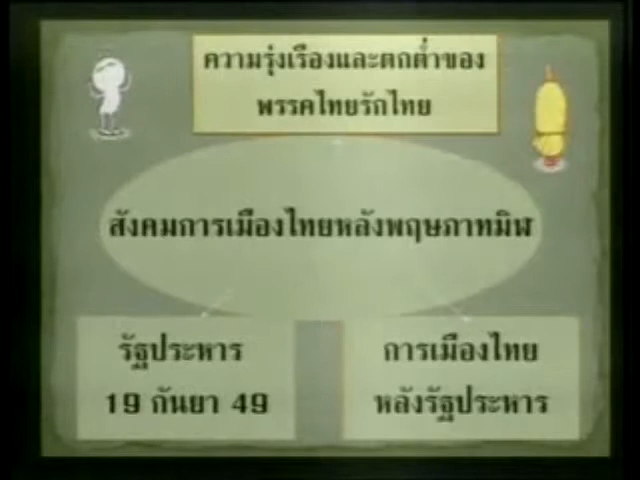 ความรุ่งเรืองและตกต่ำของ
พรรคไทยรักไทย
สังคมการเมืองไทยหลังพฤษภาทมิฬ
รัฐประหาร
19 กันยา 49
การเมืองไทย
หลังรัฐประหาร